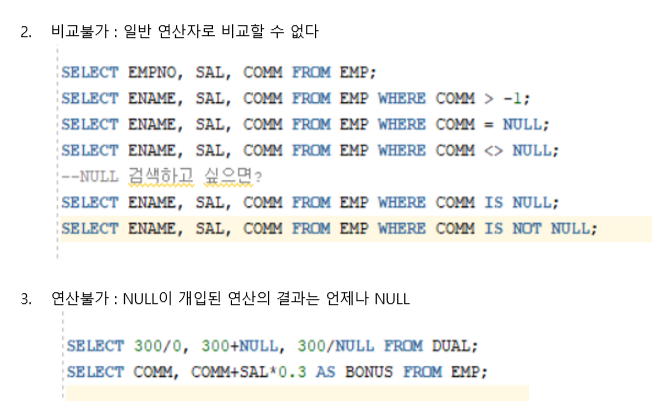 2. 비교불가 : 일반 연산자로 비교할 수 없다
SELECT EMPNO, SAL, COMM FROM EMP;
SELECT ENAME, SAL, COMM FROM EMP WHERE COMM > -1;
SELECT ENAME, SAL, COMM FROM EMP WHERE COMM = NULL;
SELECT ENAME, SAL, COMM FROM EMP WHERE COMM <> NULL;
--NULL 검색하고 싶으면?
SELECT ENAME, SAL, COMM FROM EMP WHERE COMM IS NULL;
SELECT ENAME, SAL, COMM FROM EMP WHERE COMM IS NOT NULL;
3. 연산불가 : NULL이 개입된 연산의 결과는 언제나 NULL
SELECT 300/0, 300+NULL, 300/NULL FROM DUAL;
SELECT COMM, COMM+SAL*0.3 AS BONUS FROM EMP;